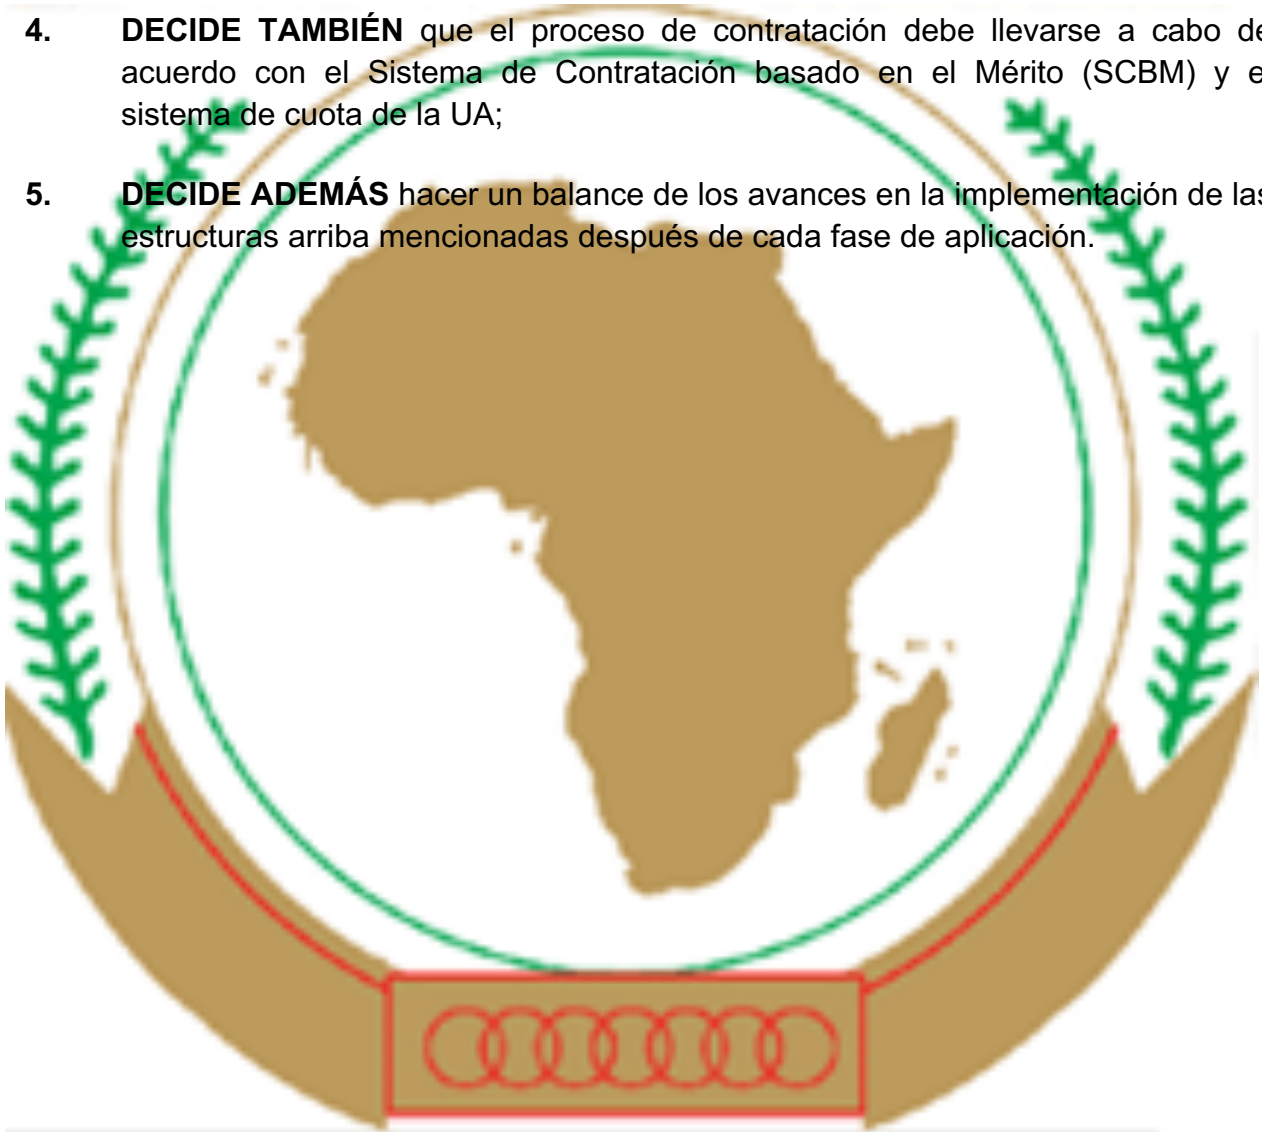 4. DECIDE TAMBIÉN que el proceso de contratación debe llevarse a cabo de
acuerdo con el Sistema de Contratación basado en el Mérito (SCBM) y e
sistema de cuota de la UA;
5. DECIDE ADEMÁS hacer un balance de los avances en la implementación de las
estructuras arriba mencionadas después de cada fase de aplicación.